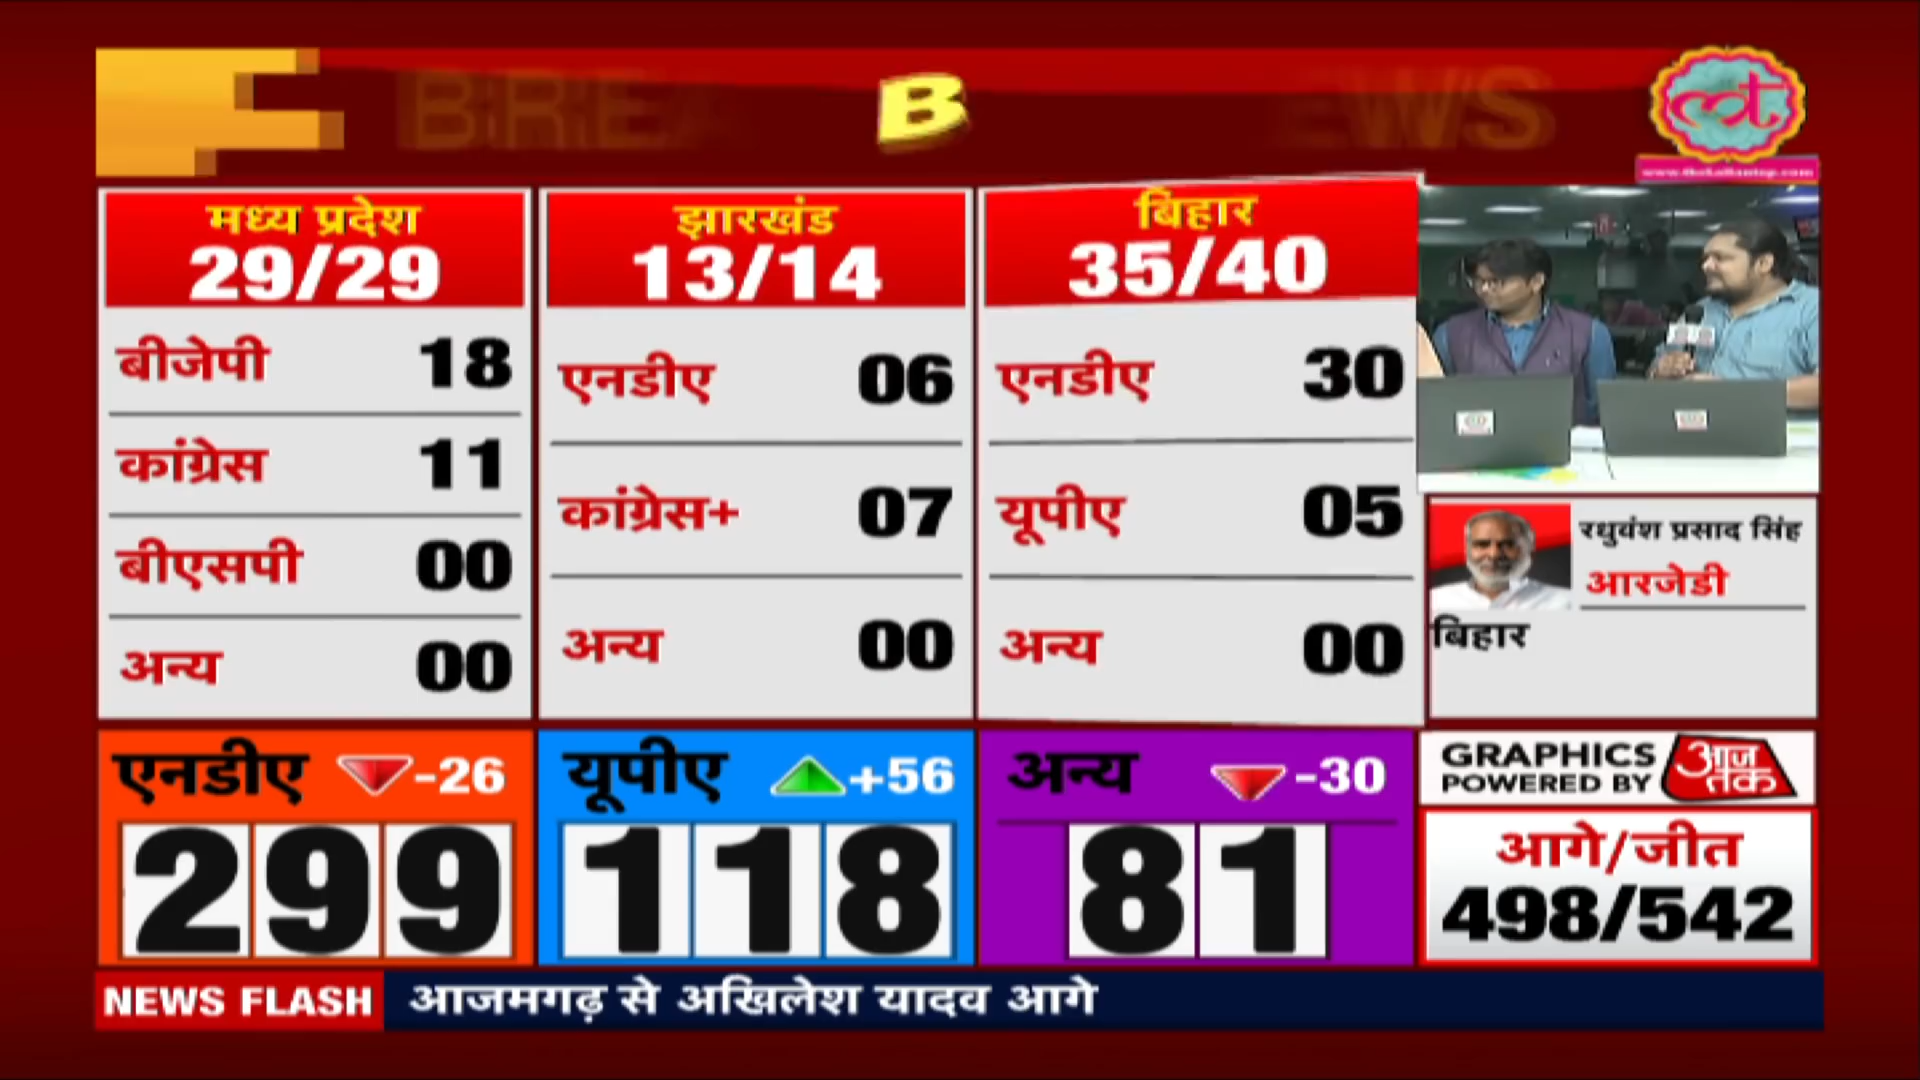 B
मध्य प्रदेश
29/29
बीजेपी 18
कांग्रेस 11
बीएसपी 00
अन्य 00
झारखंड
13/14
एनडीए 06
कांग्रेस+ 07
अन्य 00
बिहार
35/40
एनडीए 30
यूपीए 05
अन्य 00
रघुवंश प्रसाद सिंह
आरजेडी
बिहार
एनडीए -26
299
यूपीए +56
118
अन्य -30
81
GRAPHICS
POWERED BY
आज
तक
आगे/जीत
498/542
NEWS FLASH आजमगढ़ से अखिलेश यादव आगे